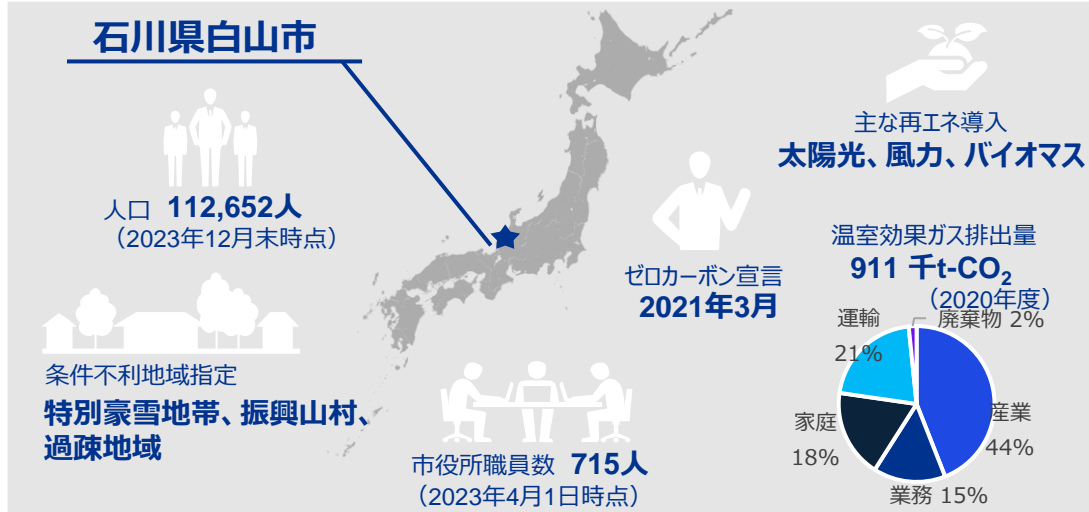 石川県白山市
人口 112,652人
（2023年12月末時点）
条件不利地域指定
特別豪雪地帯、振興山村、
過疎地域
市役所職員数 715人
（2023年4月1日時点）
ゼロカーボン宣言
2021年3月
主な再エネ導入
太陽光、風力、バイオマス
温室効果ガス排出量
911 千t-CO₂
（2020年度）
運輸
21%
廃棄物 2%
家庭
18%
産業
44%
業務 15%